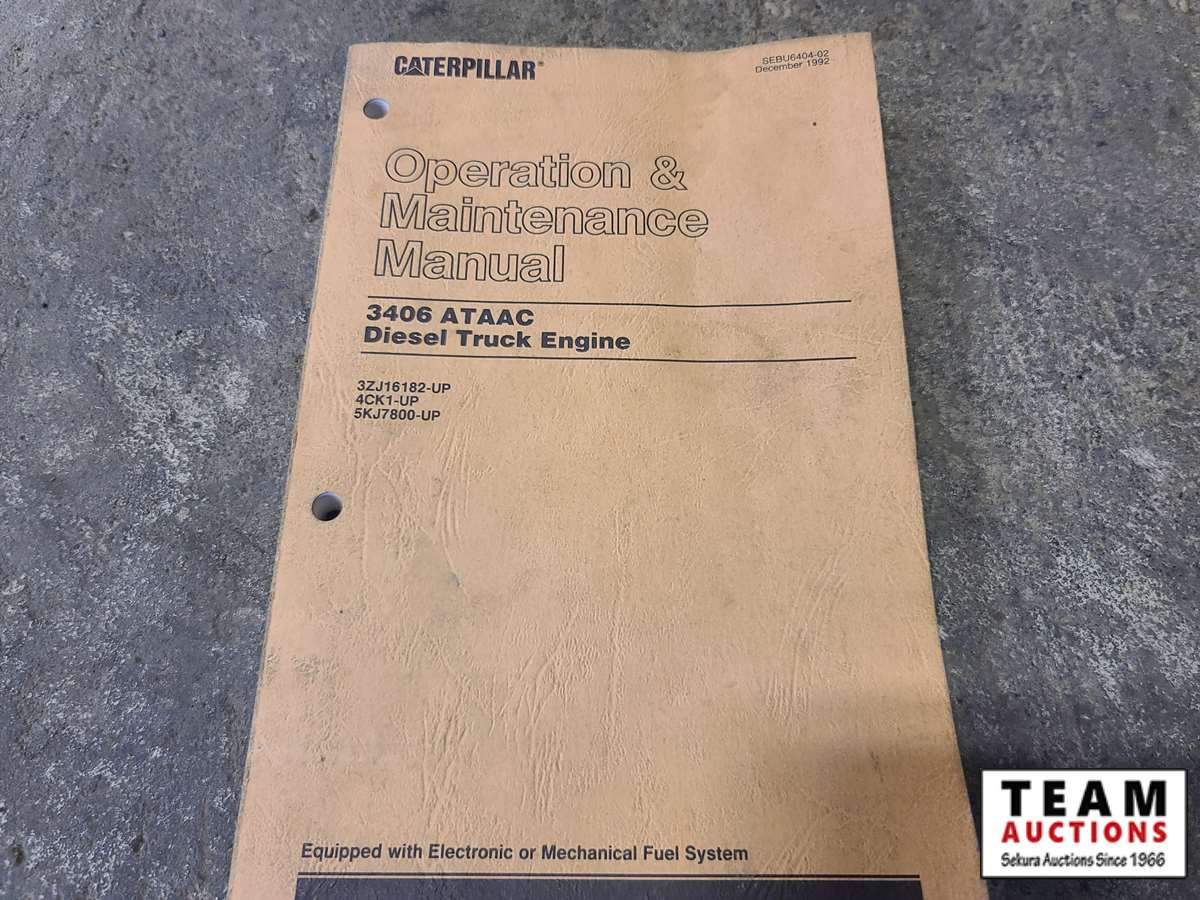 CATERPILLAR®
SEBU6404-02
December 1992
Operation &
Maintenance
Manual
3406 ATAAC
Diesel Truck Engine
3ZJ16182-UP
4CK1-UP
5KJ7800-UP
Equipped with Electronic or Mechanical Fuel System
TEAM
AUCTIONS
Sekura Auctions Since 1966